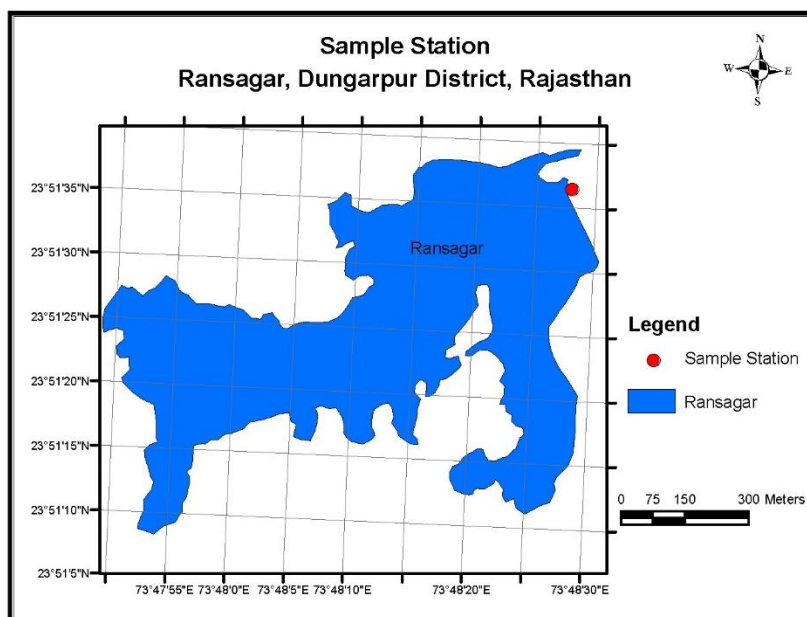 Sample Station
Ransagar, Dungarpur District, Rajasthan
N
W E
S
23°51'35"N
23°51'30"N
23°51'25"N
23°51'20"N
23°51'15"N
23°51'10"N
23°51'5"N
Ransagar
Legend
Sample Station
Ransagar
0 75 150 300 Meters
73°47'55"E 73°48'0"E 73°48'5"E 73°48'10"E 73°48'20"E 73°48'30"E